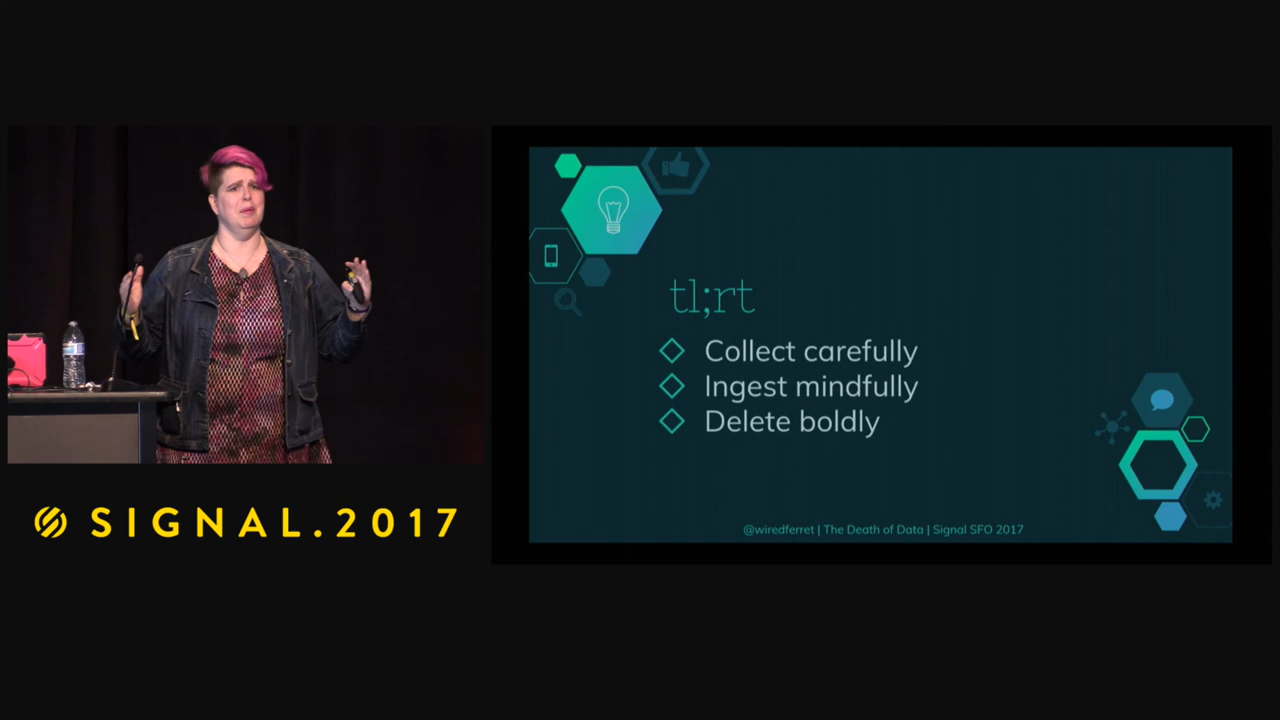 tl;rt
Collect carefully
Ingest mindfully
Delete boldly
@wiredferret | The Death of Data | Signal SFO 2017
SIGNAL.2017